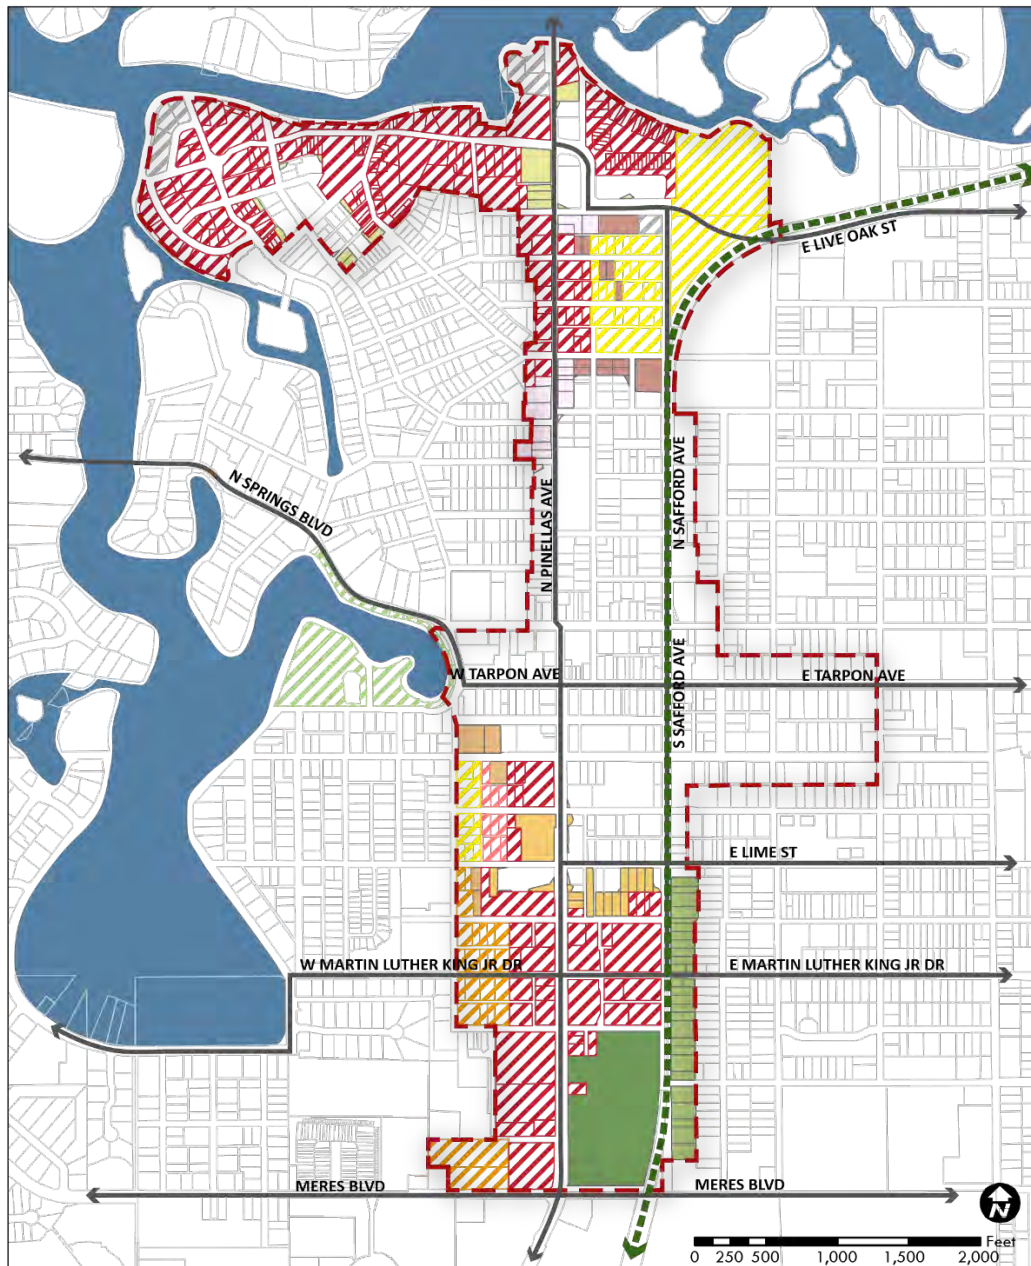 E LIVE OAK ST
N SPRINGS BLVD
N PINELLAS AVE
N SAFFORD AVE
S SAFFORD AVE
W TARPON AVE
E TARPON AVE
E LIME ST
W MARTIN LUTHER KING JR DR
E MARTIN LUTHER KING JR DR
MERES BLVD
MERES BLVD
N
Feet
0 250 500 1,000 1,500 2,000